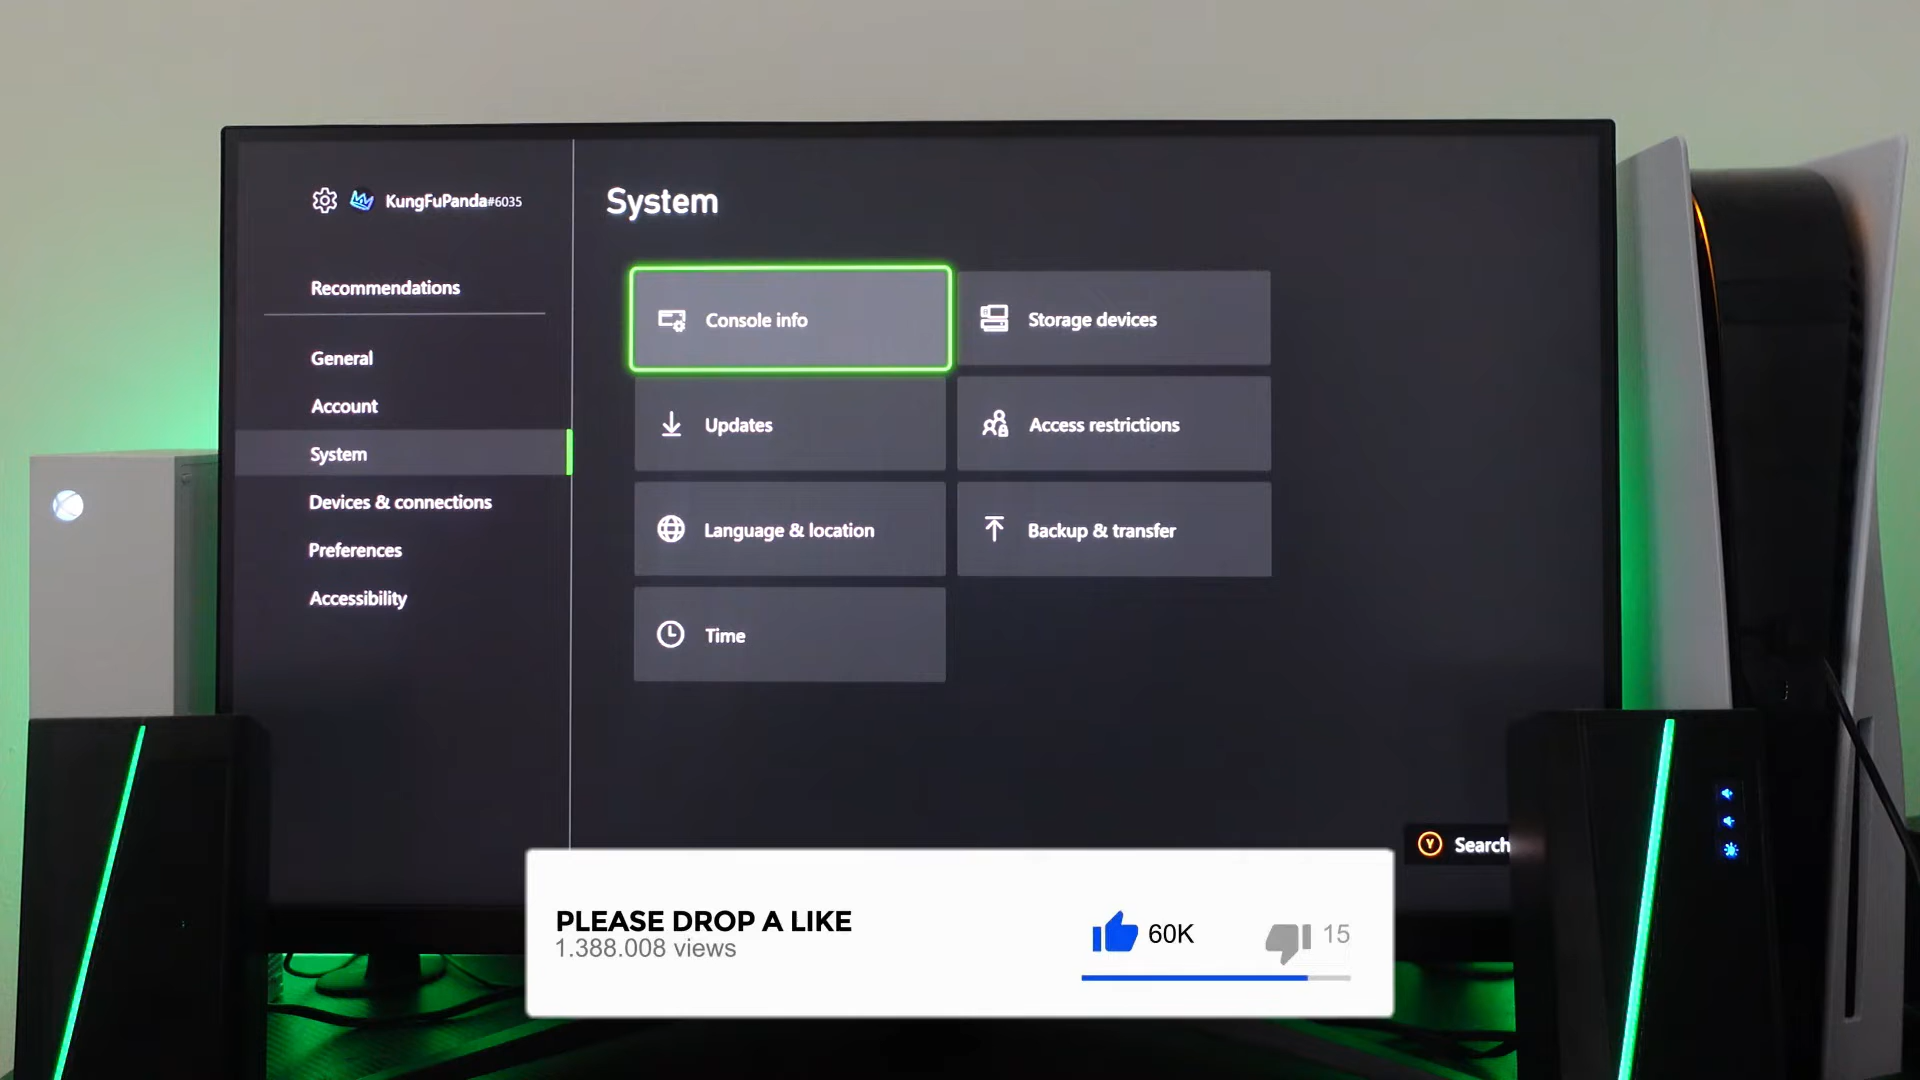 KungFuPanda#6035
Recommendations
General
Account
System
Devices & connections
Preferences
Accessibility
System
Console info
Storage devices
Updates
Access restrictions
Language & location
Backup & transfer
Time
Y Search
PLEASE DROP A LIKE
1.388.008 views
60K
15